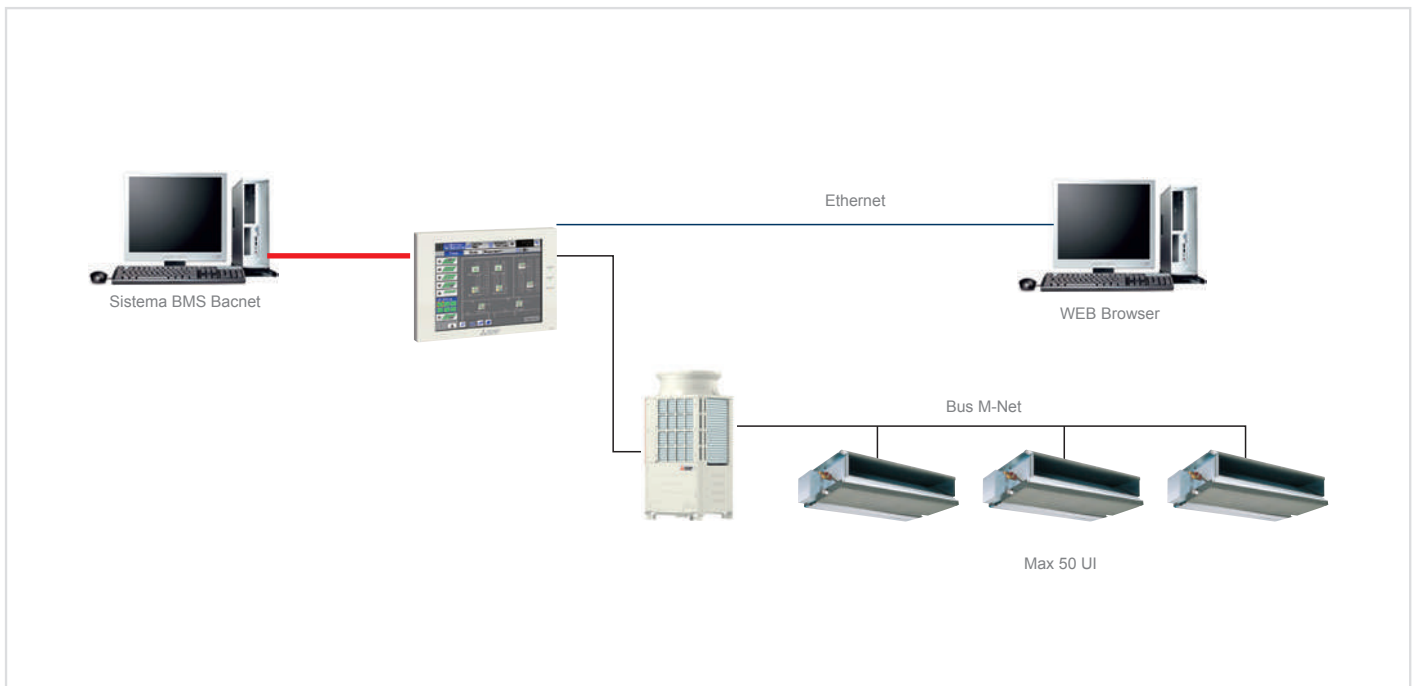 Ethernet
Sistema BMS Bacnet
WEB Browser
Bus M-Net
Max 50 UI